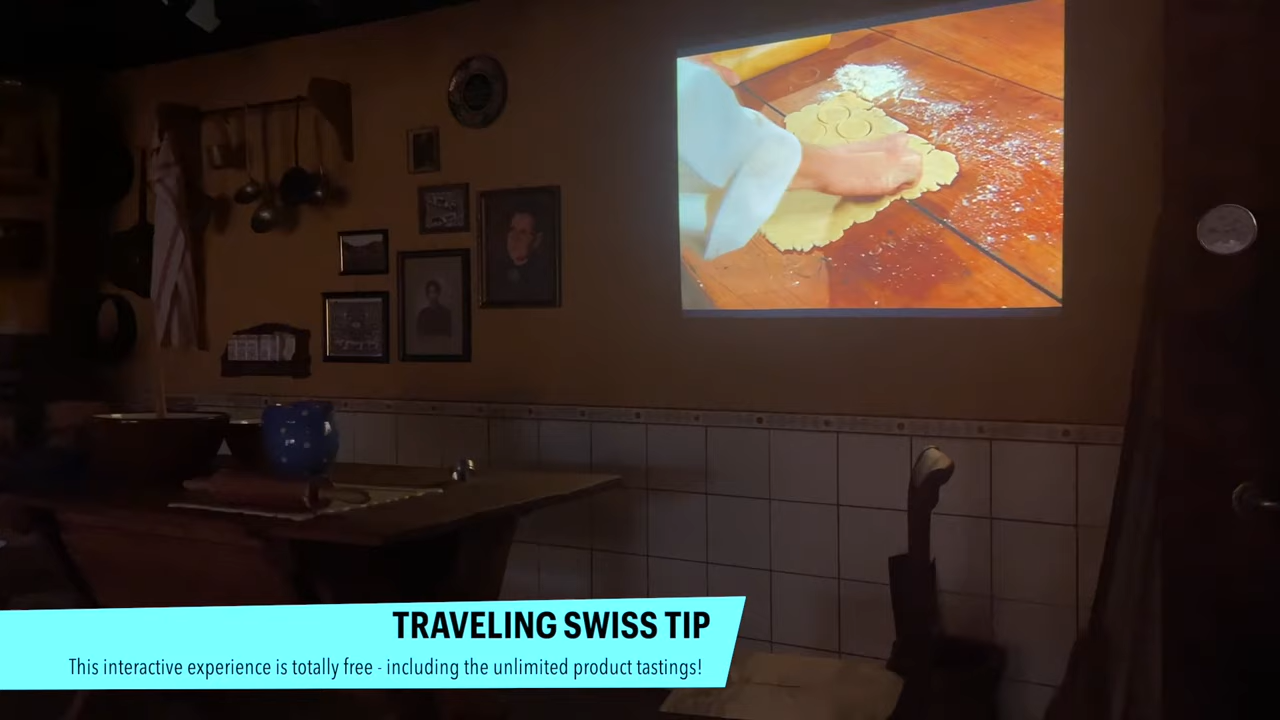 TRAVELING SWISS TIP
This interactive experience is totally free - including the unlimited product tastings!